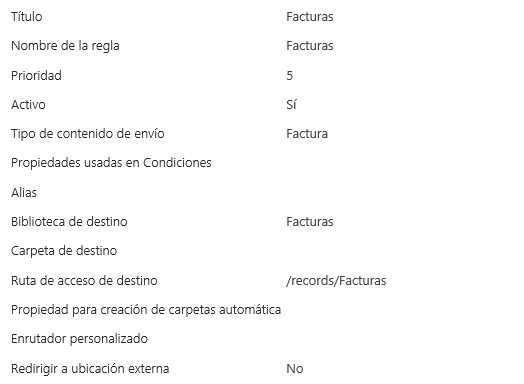 Título Facturas
Nombre de la regla Facturas
Prioridad 5
Activo Sí
Tipo de contenido de envío Factura
Propiedades usadas en Condiciones
Alias
Biblioteca de destino Facturas
Carpeta de destino
Ruta de acceso de destino /records/Facturas
Propiedad para creación de carpetas automática
Enrutador personalizado
Redirigir a ubicación externa No